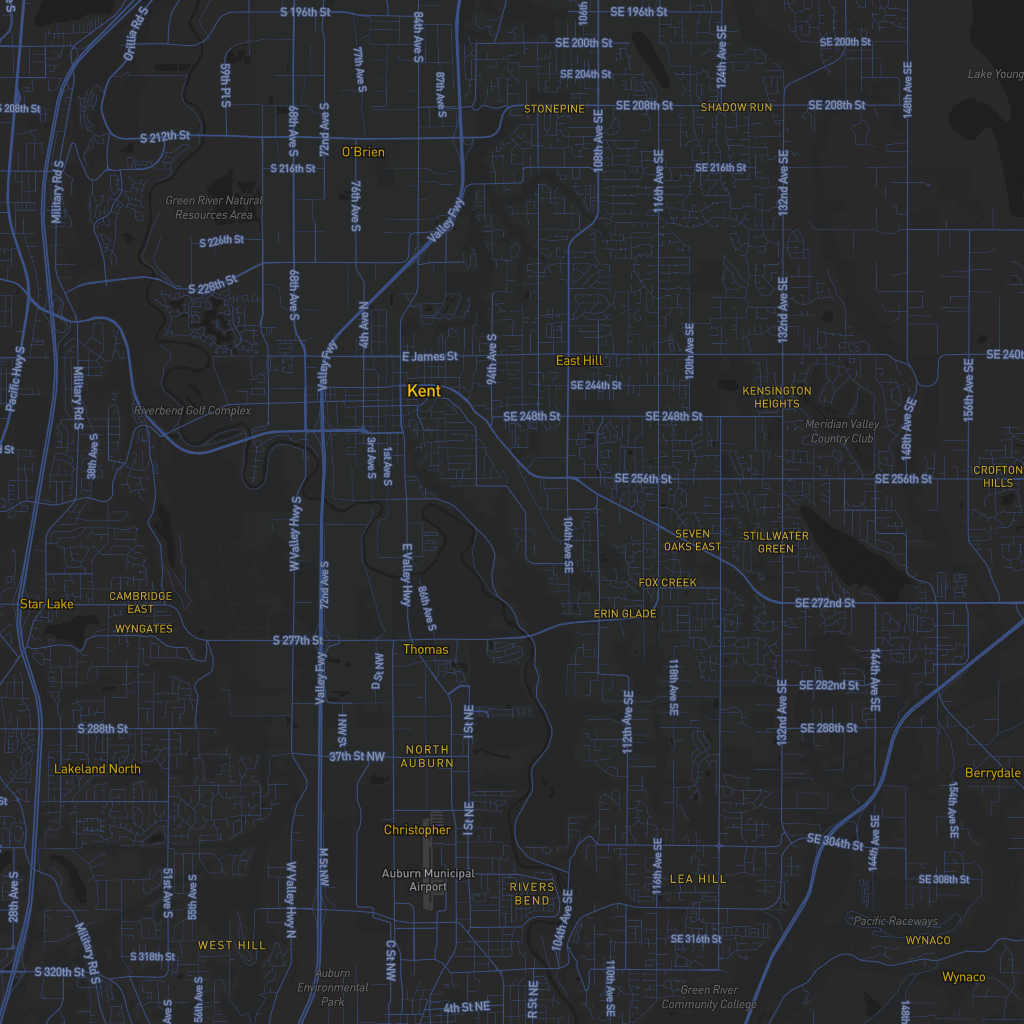 S 196th St
84th Ave S
106th
SE 196th St
Orillia Rd S
77th Ave S
SE 200th St
124th Ave SE
SE 200th St
59th Pl S
87th Ave S
SE 204th St
148th Ave SE
Lake Young
S 208th St
68th Ave S
72nd Ave S
STONEPINE
SE 208th St
SHADOW RUN
SE 208th St
S 212th St
O'Brien
108th Ave SE
S 216th St
SE 216th St
Military Rd S
76th Ave S
116th Ave SE
132nd Ave SE
Green River Natural
Resources Area
Valley Fwy
S 226th St
S 228th St
68th Ave S
4th Ave N
132nd Ave SE
Valley Fwy
E James St
94th Ave S
East Hill
120th Ave SE
SE 240t
Pacific Hwy S
Military Rd S
Kent
SE 244th St
KENSINGTON
HEIGHTS
156th Ave SE
Riverbend Golf Complex
SE 248th St
SE 248th St
Meridian Valley
Country Club
148th Ave SE
38th Ave S
3rd Ave S
1st Ave S
SE 256th St
SE 256th St
CROFTON
HILLS
W Valley Hwy S
104th Ave SE
SEVEN
OAKS EAST
STILLWATER
GREEN
E Valley Hwy
72nd Ave S
86th Ave S
FOX CREEK
Star Lake
CAMBRIDGE
EAST
WYNGATES
ERIN GLADE
SE 272nd St
S 277th St
Thomas
Valley Fwy
D St NW
118th Ave SE
144th Ave SE
SE 282nd St
112th Ave SE
132nd Ave SE
S 288th St
I NW St
I St NE
SE 288th St
37th St NW
NORTH
AUBURN
Lakeland North
Berrydale
154th Ave SE
Christopher
I St NE
SE 304th St
144th Ave SE
28th Ave S
51st Ave S
55th Ave S
W Valley Hwy N
M St NW
Auburn Municipal
Airport
RIVERS
BEND
116th Ave SE
LEA HILL
SE 308th St
104th Ave SE
Pacific Raceways
WYNACO
Military Rd S
WEST HILL
S 318th St
C St NW
SE 316th St
S 320th St
Auburn
Environmental
Park
56th Ave S
Ave S
4th St NE
R St NE
110th Ave SE
Green River
Community College
Wynaco
148th